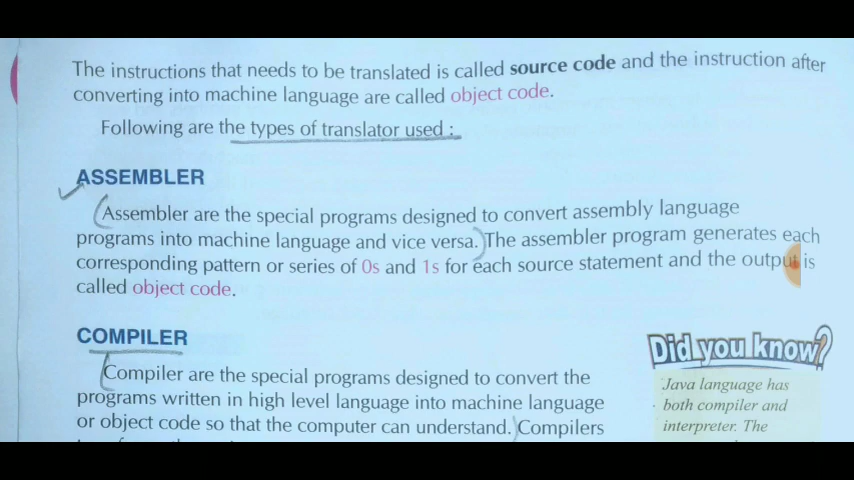 The instructions that needs to be translated is called source code and the instruction after
converting into machine language are called object code.
Following are the types of translator used :
ASSEMBLER
Assembler are the special programs designed to convert assembly language
programs into machine language and vice versa. The assembler program generates each
corresponding pattern or series of 0s and 1s for each source statement and the output is
called object code.
COMPILER
Compiler are the special programs designed to convert the
programs written in high level language into machine language
or object code so that the computer can understand. Compilers
Did you know?
Java language has
both compiler and
interpreter. The